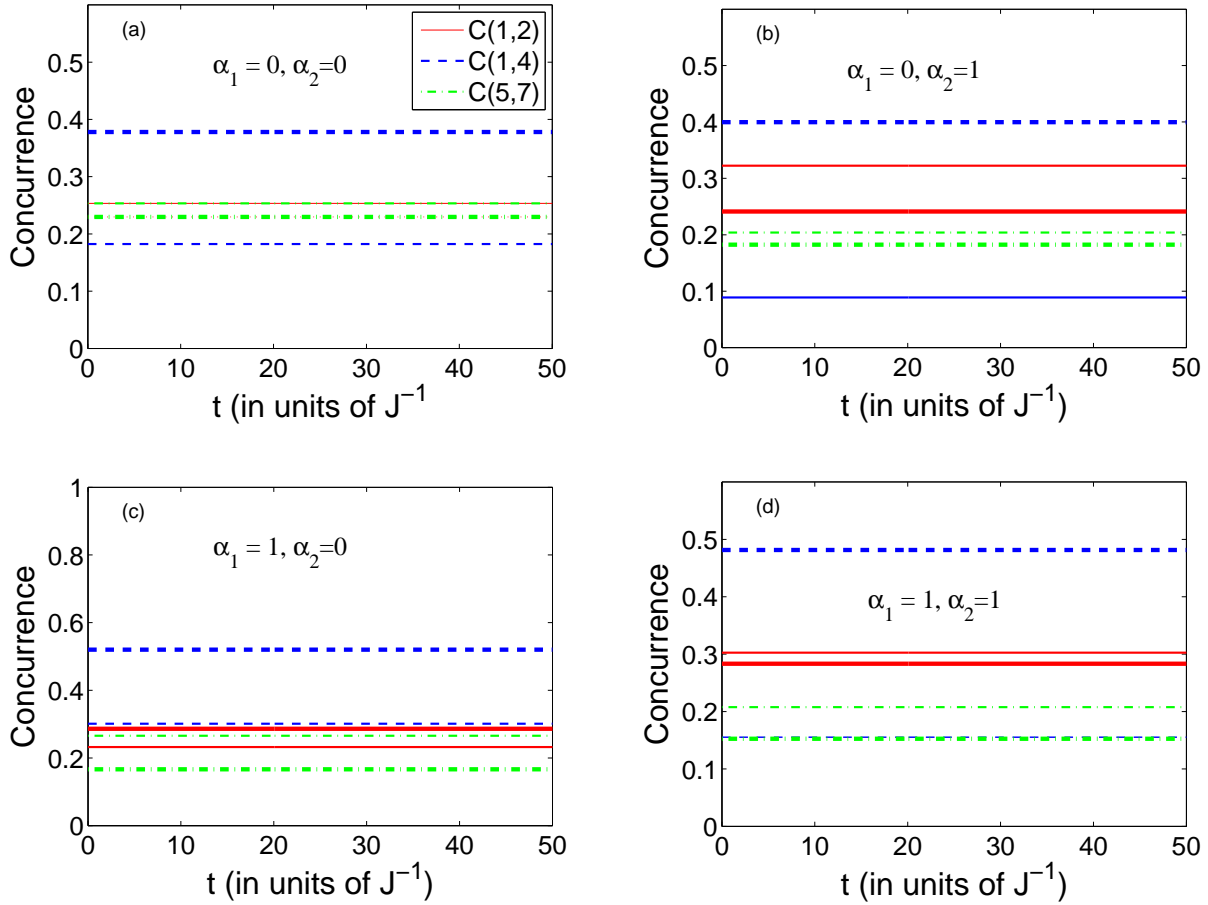 (a)
α1 = 0, α2=0
C(1,2)
C(1,4)
C(5,7)
Concurrence
0.5
0.4
0.3
0.2
0.1
0
0 10 20 30 40 50
t (in units of J−1
(b)
α1 = 0, α2=1
Concurrence
0.5
0.4
0.3
0.2
0.1
0
0 10 20 30 40 50
t (in units of J−1)
(c)
α1 = 1, α2=0
Concurrence
1
0.8
0.6
0.4
0.2
0
0 10 20 30 40 50
t (in units of J−1)
(d)
α1 = 1, α2=1
Concurrence
0.5
0.4
0.3
0.2
0.1
0
0 10 20 30 40 50
t (in units of J−1)